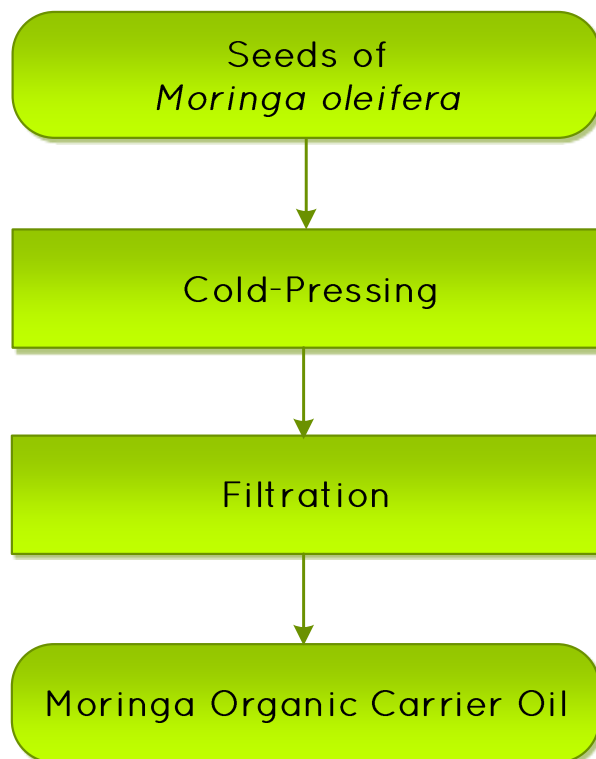 Seeds of
Moringa oleifera
Cold-Pressing
Filtration
Moringa Organic Carrier Oil